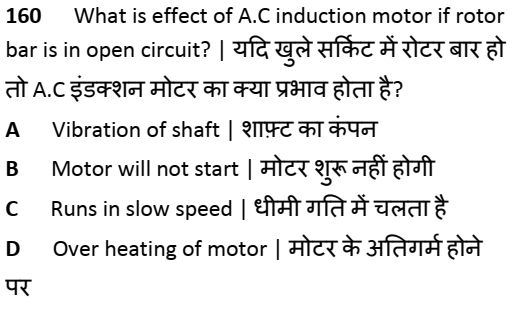 160 What is effect of A.C induction motor if rotor
bar is in open circuit? | यदि खुले सर्किट में रोटर बार हो
तो A.C इंडक्शन मोटर का क्या प्रभाव होता है?
A Vibration of shaft | शाफ़्ट का कंपन
B Motor will not start | मोटर शुरू नहीं होगी
C Runs in slow speed | धीमी गति में चलता है
D Over heating of motor | मोटर के अतिगर्म होने
पर